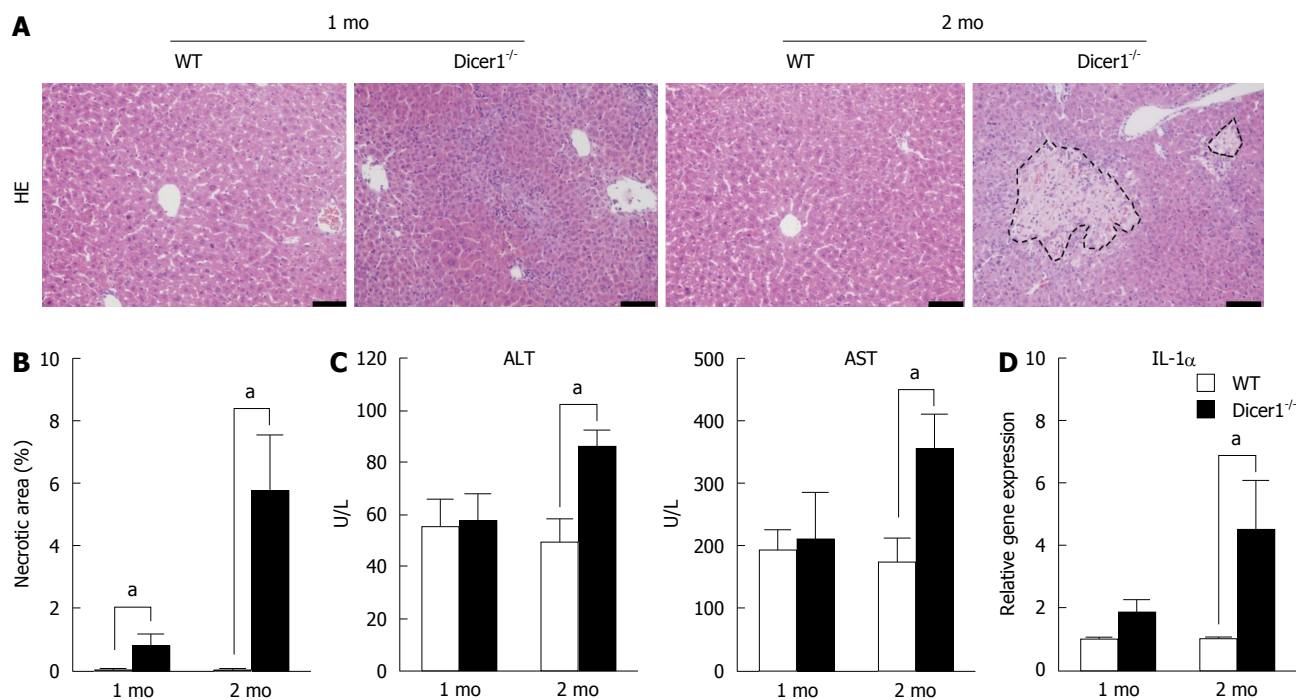 A
1 mo
2 mo
WT
Dicer1⁻/⁻
WT
Dicer1⁻/⁻
HE
B
Necrotic area (%)
10
8
6
4
2
0
a
a
1 mo
2 mo
C
ALT
U/L
120
100
80
60
40
20
0
a
1 mo
2 mo
AST
U/L
500
400
300
200
100
0
a
1 mo
2 mo
D
IL-1α
WT
Dicer1⁻/⁻
Relative gene expression
10
8
6
4
2
0
a
1 mo
2 mo